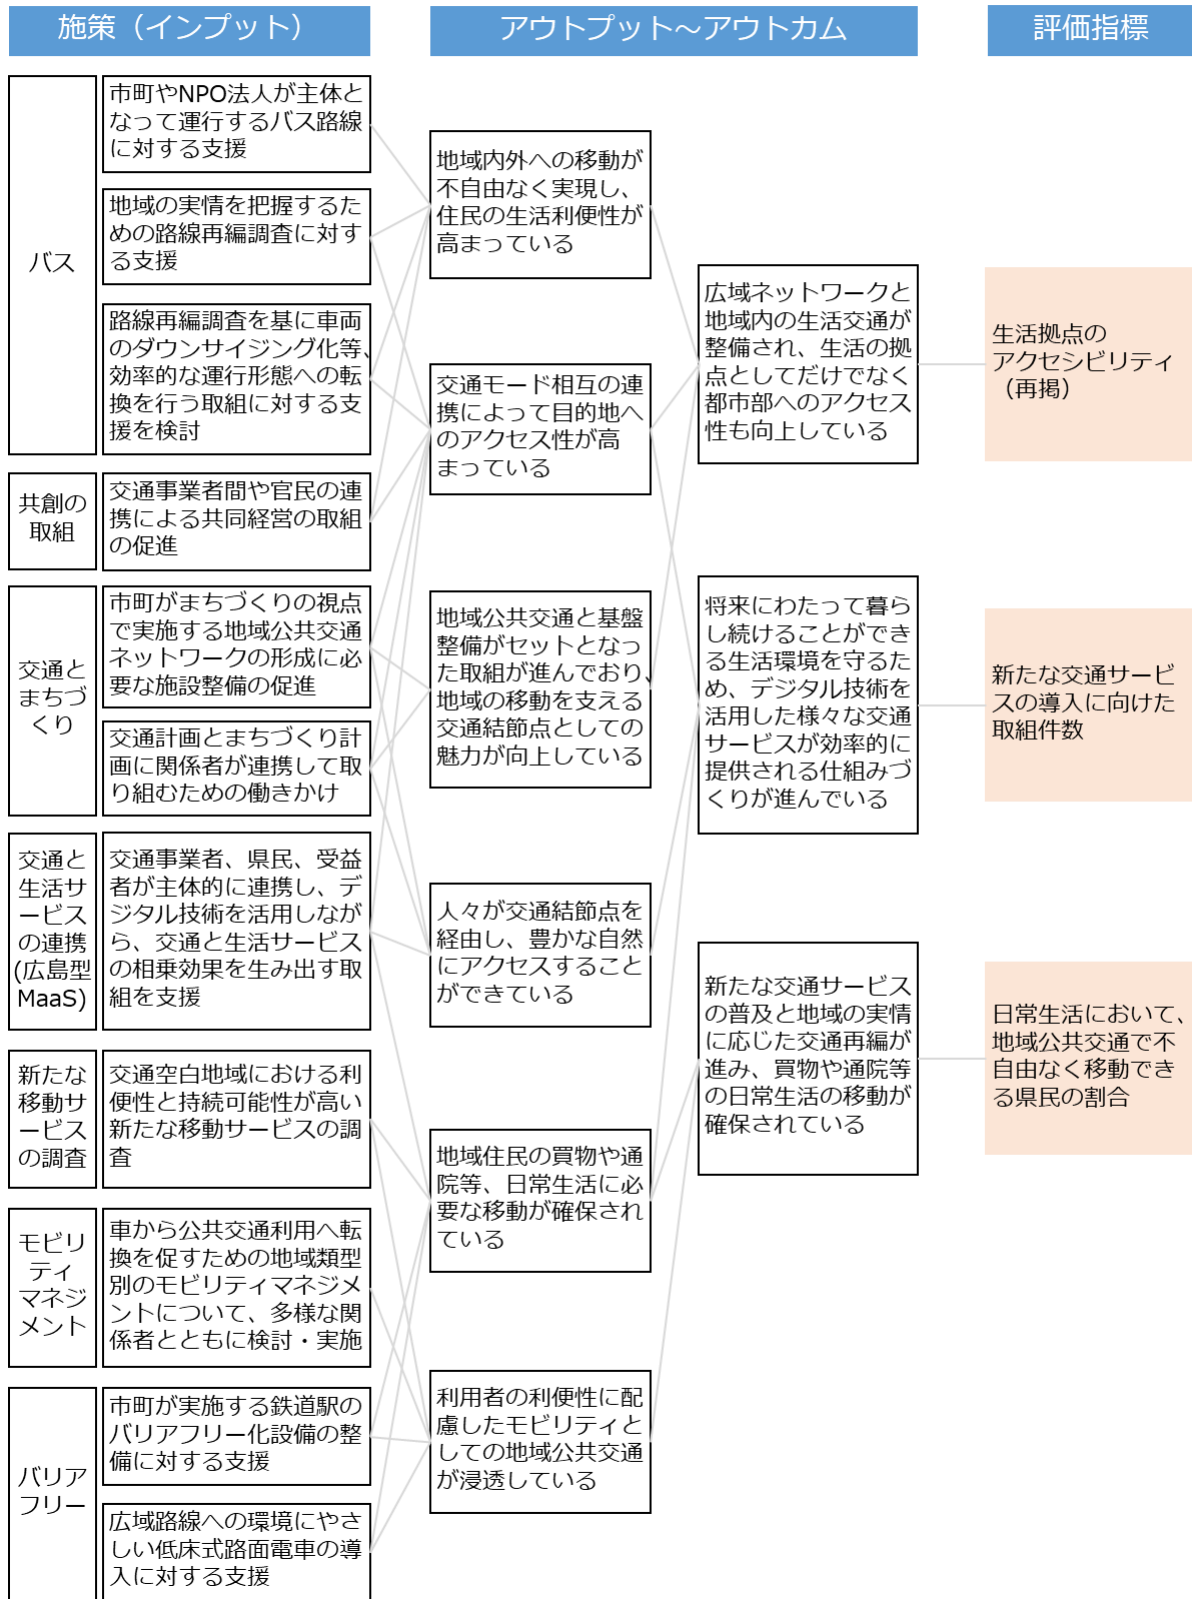 施策（インプット）
アウトプット～アウトカム
評価指標
バス
市町やNPO法人が主体と
なって運行するバス路線
に対する支援
地域の実情を把握するた
めの路線再編調査に対す
る支援
路線再編調査を基に車両
のダウンサイジング化等、
効率的な運行形態への転
換を行う取組に対する支
援を検討
共創の
取組
交通事業者間や官民の連
携による共同経営の取組
の促進
交通と
まちづ
くり
市町がまちづくりの視点
で実施する地域公共交通
ネットワークの形成に必
要な施設整備の促進
交通計画とまちづくり計
画に関係者が連携して取
り組むための働きかけ
交通と
生活サ
ービス
の連携
(広島型
MaaS)
交通事業者、県民、受益
者が主体的に連携し、デ
ジタル技術を活用しなが
ら、交通と生活サービス
の相乗効果を生み出す取
組を支援
新たな
移動サ
ービス
の調査
交通空白地域における利
便性と持続可能性が高い
新たな移動サービスの調
査
モビリ
ティ
マネジ
メント
車から公共交通利用へ転
換を促すための地域類型
別のモビリティマネジメ
ントについて、多様な関
係者とともに検討・実施
バリア
フリー
市町が実施する鉄道駅の
バリアフリー化設備の整
備に対する支援
広域路線への環境にやさ
しい低床式路面電車の導
入に対する支援
地域内外への移動が
不自由なく実現し、
住民の生活利便性が
高まっている
交通モード相互の連
携によって目的地へ
のアクセス性が高
まっている
地域公共交通と基盤
整備がセットとなっ
た取組が進んでおり、
地域の移動を支える
交通結節点としての
魅力が向上している
人々が交通結節点を
経由し、豊かな自然
にアクセスすること
ができている
地域住民の買物や通
院等、日常生活に必
要な移動が確保され
ている
利用者の利便性に配
慮したモビリティと
しての地域公共交通
が浸透している
広域ネットワークと
地域内の生活交通が
整備され、生活の拠
点としてだけでなく
都市部へのアクセス
性も向上している
将来にわたって暮ら
し続けることができ
る生活環境を守るた
め、デジタル技術を
活用した様々な交通
サービスが効率的に
提供される仕組みづ
くりが進んでいる
新たな交通サービス
の普及と地域の実情
に応じた交通再編が
進み、買物や通院等
の日常生活の移動が
確保されている
生活拠点の
アクセシビリティ
（再掲）
新たな交通サービ
スの導入に向けた
取組件数
日常生活において、
地域公共交通で不
自由なく移動でき
る県民の割合